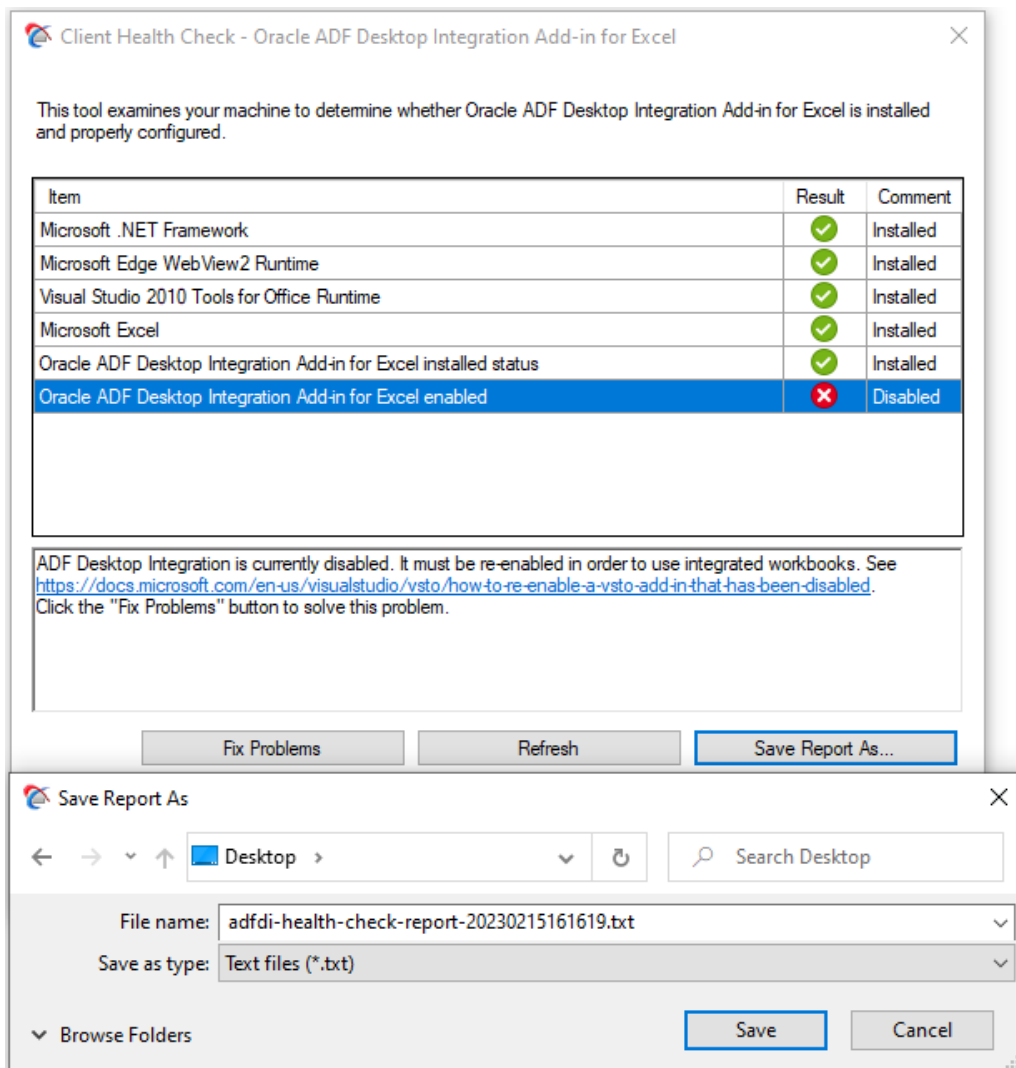 Client Health Check - Oracle ADF Desktop Integration Add-in for Excel
This tool examines your machine to determine whether Oracle ADF Desktop Integration Add-in for Excel is installed
and properly configured.
Item Result Comment
Microsoft .NET Framework Installed
Microsoft Edge WebView2 Runtime Installed
Visual Studio 2010 Tools for Office Runtime Installed
Microsoft Excel Installed
Oracle ADF Desktop Integration Add-in for Excel installed status Installed
Oracle ADF Desktop Integration Add-in for Excel enabled Disabled
ADF Desktop Integration is currently disabled. It must be re-enabled in order to use integrated workbooks. See
https://docs.microsoft.com/en-us/visualstudio/vsto/how-to-re-enable-a-vsto-add-in-that-has-been-disabled.
Click the "Fix Problems" button to solve this problem.
Fix Problems Refresh Save Report As...
Save Report As
Desktop Search Desktop
File name: adfdi-health-check-report-20230215161619.txt
Save as type: Text files (*.txt)
Browse Folders Save Cancel